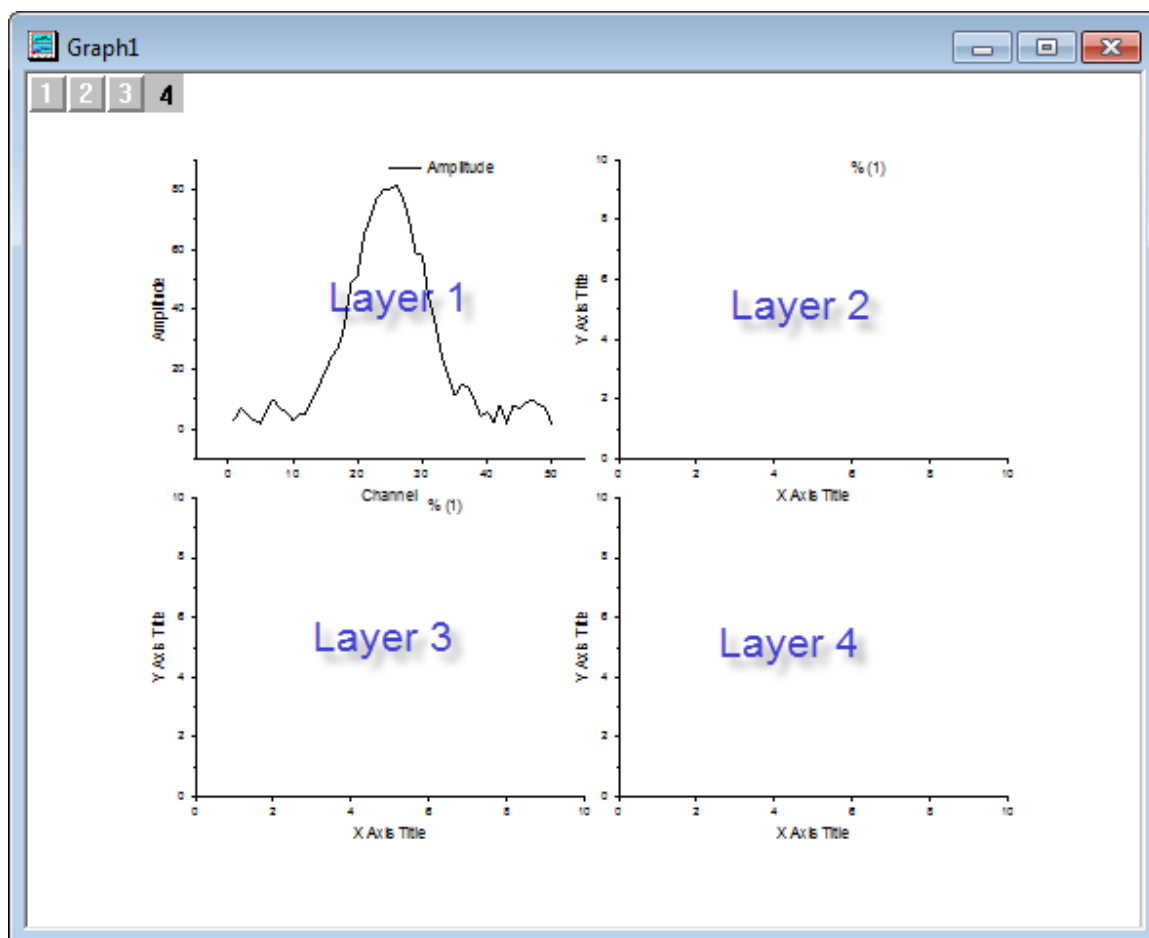 Graph1
1 2 3 4
Amplitude
80
60
40
20
0
Amplitude
Layer 1
0 10 20 30 40 50
Channel
% (1)
10
8
6
4
2
0
Y Axis Title
Layer 2
0 2 4 6 8 10
X Axis Title
% (1)
10
8
6
4
2
0
Y Axis Title
Layer 3
0 2 4 6 8 10
X Axis Title
10
8
6
4
2
0
Y Axis Title
Layer 4
0 2 4 6 8 10
X Axis Title